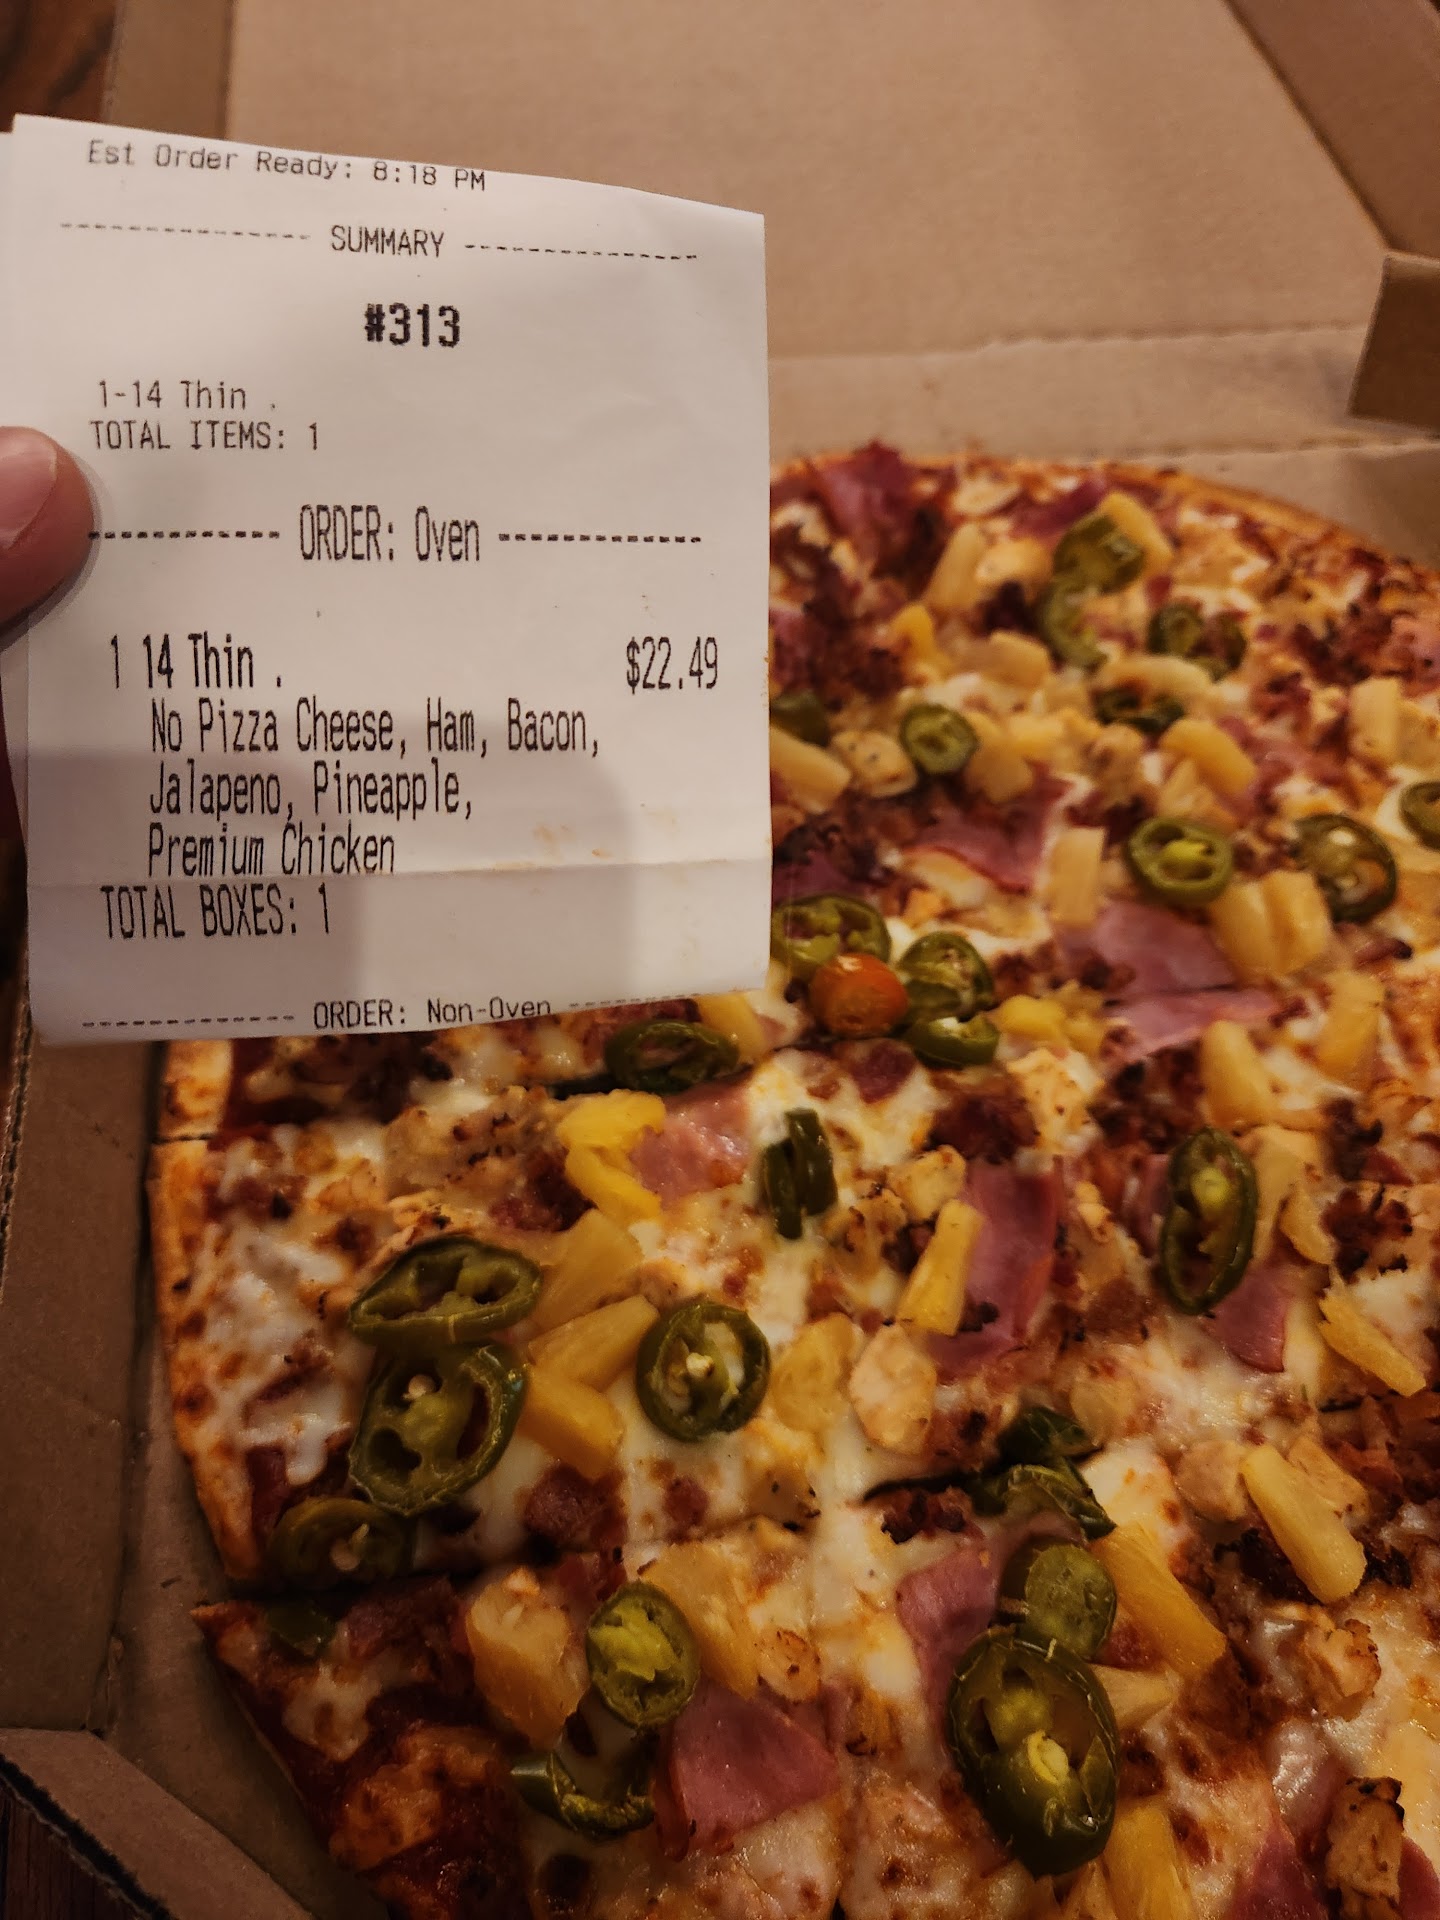 Est Order Ready: 8:18 PM
--------------- SUMMARY ---------------
#313
1-14 Thin .
TOTAL ITEMS: 1
------------- ORDER: Oven -------------
1 14 Thin . $22.49
No Pizza Cheese, Ham, Bacon,
Jalapeno, Pineapple,
Premium Chicken
TOTAL BOXES: 1
------------- ORDER: Non-Oven -----------